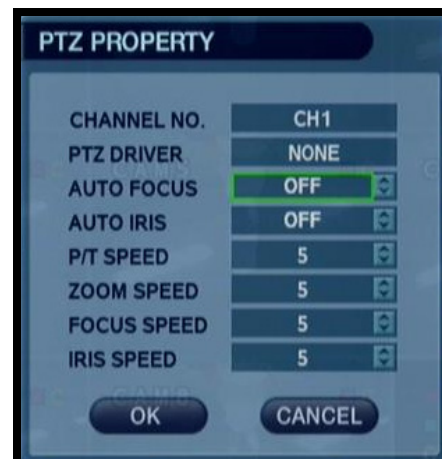 PTZ PROPERTY
CHANNEL NO. CH1
PTZ DRIVER NONE
AUTO FOCUS OFF
AUTO IRIS OFF
P/T SPEED 5
ZOOM SPEED 5
FOCUS SPEED 5
IRIS SPEED 5
OK CANCEL